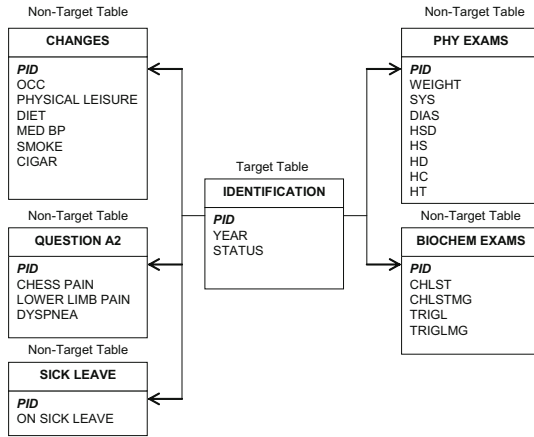 Non-Target Table
CHANGES
PID
OCC
PHYSICAL LEISURE
DIET
MED BP
SMOKE
CIGAR
Non-Target Table
QUESTION A2
PID
CHESS PAIN
LOWER LIMB PAIN
DYSPNEA
Non-Target Table
SICK LEAVE
PID
ON SICK LEAVE
Target Table
IDENTIFICATION
PID
YEAR
STATUS
Non-Target Table
PHY EXAMS
PID
WEIGHT
SYS
DIAS
HSD
HS
HD
HC
HT
Non-Target Table
BIOCHEM EXAMS
PID
CHLST
CHLSTMG
TRIGL
TRIGLMG